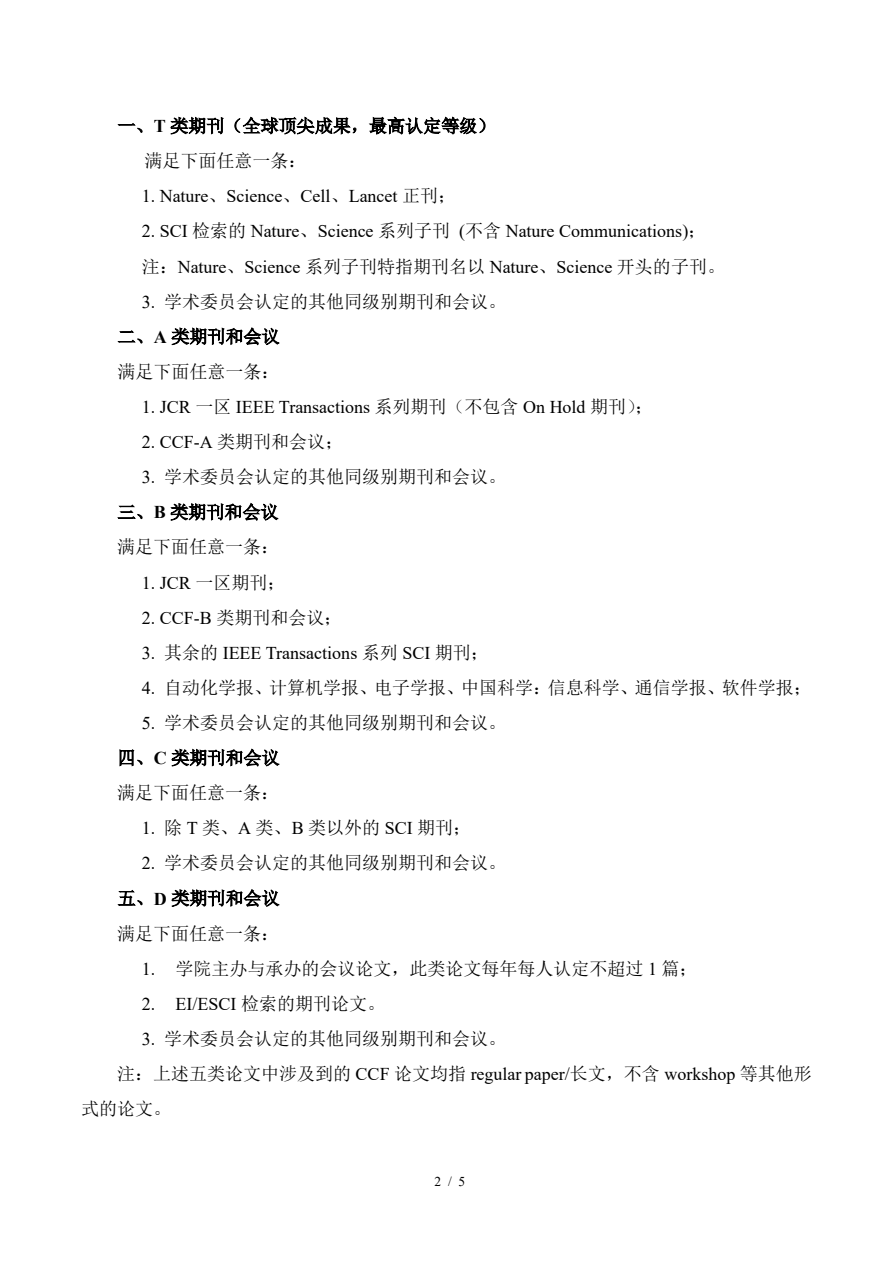 一、T 类期刊（全球顶尖成果，最高认定等级）
满足下面任意一条：
1. Nature、Science、Cell、Lancet 正刊；
2. SCI 检索的 Nature、Science 系列子刊 (不含 Nature Communications)；
注：Nature、Science 系列子刊特指期刊名以 Nature、Science 开头的子刊。
3. 学术委员会认定的其他同级别期刊和会议。
二、A 类期刊和会议
满足下面任意一条：
1. JCR 一区 IEEE Transactions 系列期刊（不包含 On Hold 期刊）；
2. CCF-A 类期刊和会议；
3. 学术委员会认定的其他同级别期刊和会议。
三、B 类期刊和会议
满足下面任意一条：
1. JCR 一区期刊；
2. CCF-B 类期刊和会议；
3. 其余的 IEEE Transactions 系列 SCI 期刊；
4. 自动化学报、计算机学报、电子学报、中国科学：信息科学、通信学报、软件学报；
5. 学术委员会认定的其他同级别期刊和会议。
四、C 类期刊和会议
满足下面任意一条：
1. 除 T 类、A 类、B 类以外的 SCI 期刊；
2. 学术委员会认定的其他同级别期刊和会议。
五、D 类期刊和会议
满足下面任意一条：
1. 学院主办与承办的会议论文，此类论文每年每人认定不超过 1 篇；
2. EI/ESCI 检索的期刊论文。
3. 学术委员会认定的其他同级别期刊和会议。
注：上述五类论文中涉及到的 CCF 论文均指 regular paper/长文，不含 workshop 等其他形
式的论文。
2 / 5